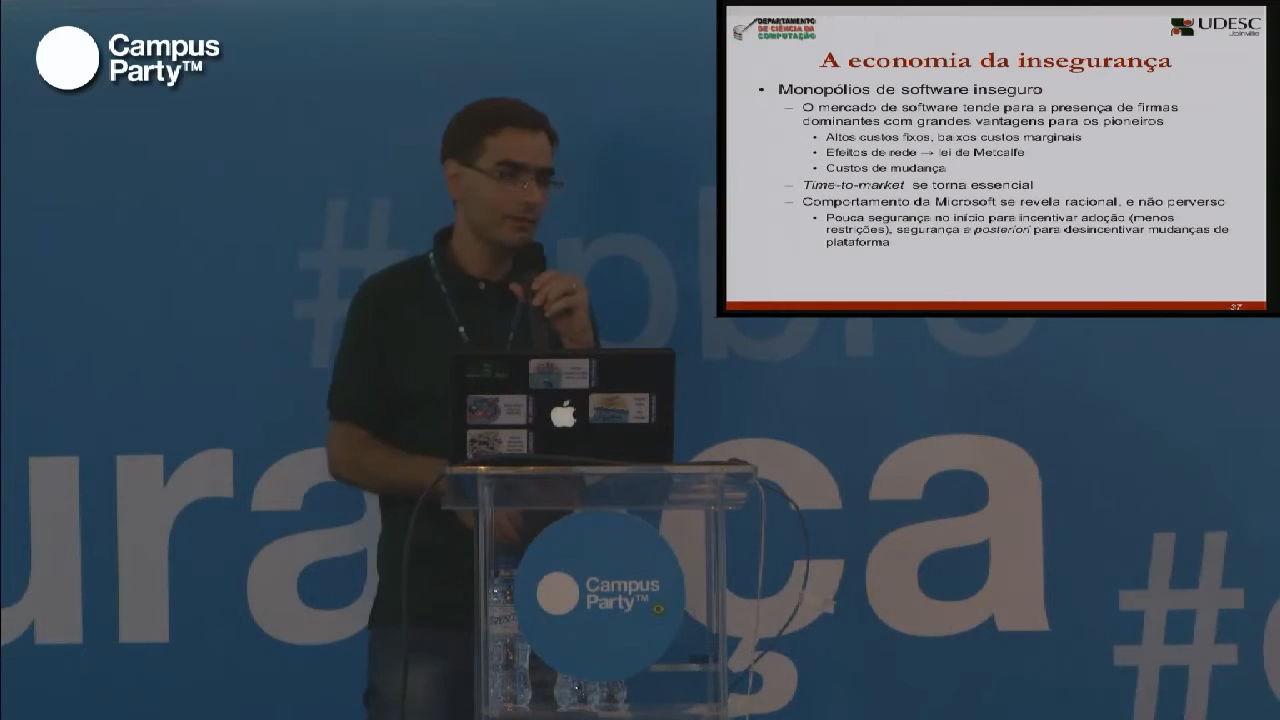 Campus
Party™
DEPARTAMENTO
DE CIÊNCIA DA
COMPUTAÇÃO
UDESC
Joinville
A economia da insegurança
• Monopólios de software inseguro
– O mercado de software tende para a presença de firmas
dominantes com grandes vantagens para os pioneiros
• Altos custos fixos, baixos custos marginais
• Efeitos de rede → lei de Metcalfe
• Custos de mudança
– Time-to-market se torna essencial
– Comportamento da Microsoft se revela racional, e não perverso
• Pouca segurança no início para incentivar adoção (menos
restrições), segurança a posteriori para desincentivar mudanças de
plataforma
37
Campus
Party™